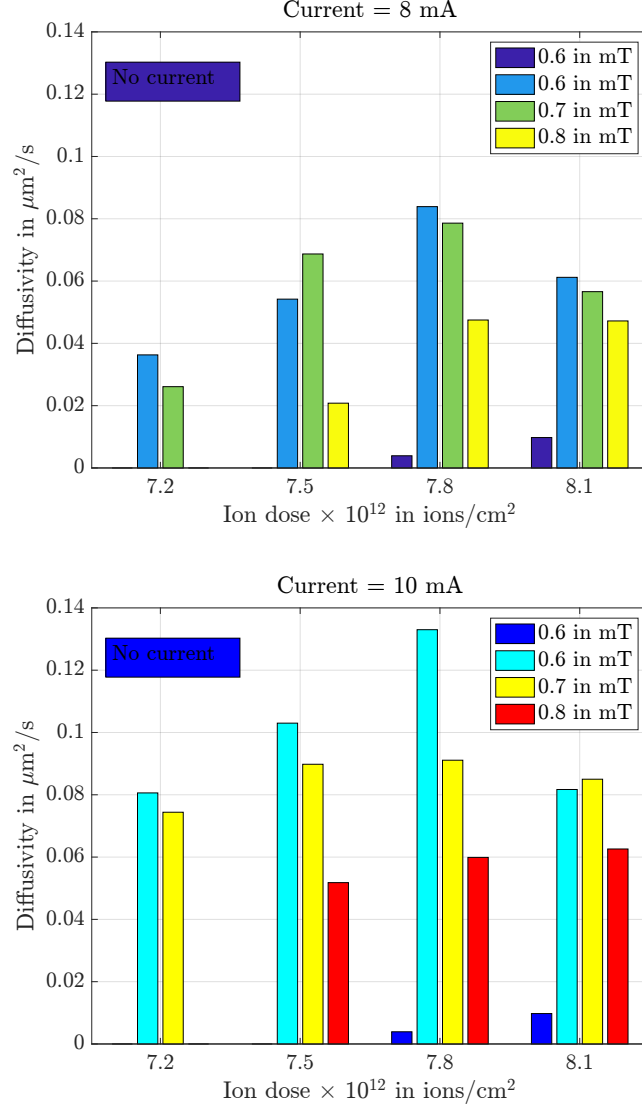 Current = 8 mA
0.14
0.12
0.1
0.08
0.06
0.04
0.02
0
Diffusivity in μm²/s
No current
0.6 in mT
0.6 in mT
0.7 in mT
0.8 in mT
7.2 7.5 7.8 8.1
Ion dose × 10¹² in ions/cm²
Current = 10 mA
0.14
0.12
0.1
0.08
0.06
0.04
0.02
0
Diffusivity in μm²/s
No current
0.6 in mT
0.6 in mT
0.7 in mT
0.8 in mT
7.2 7.5 7.8 8.1
Ion dose × 10¹² in ions/cm²